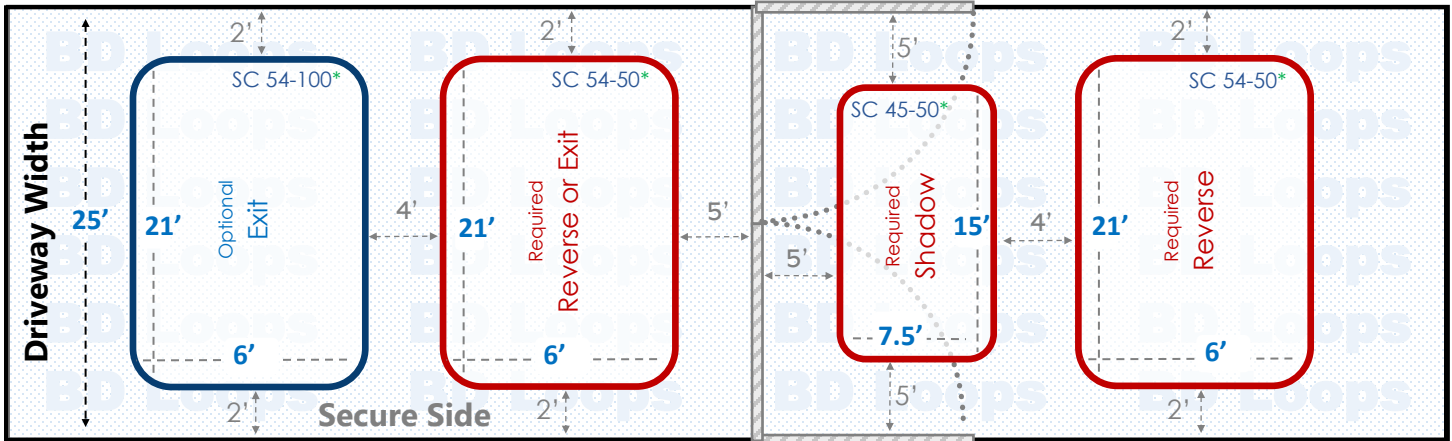 Driveway Width
25’
2’
SC 54-100*
21’
Optional
Exit
6’
2’
4’
2’
SC 54-50*
21’
Required
Reverse or Exit
6’
2’
5’
Secure Side
5’
5’
SC 45-50*
Required
Shadow
15’
7.5’
5’
4’
2’
SC 54-50*
21’
Required
Reverse
6’
2’
BD Loops